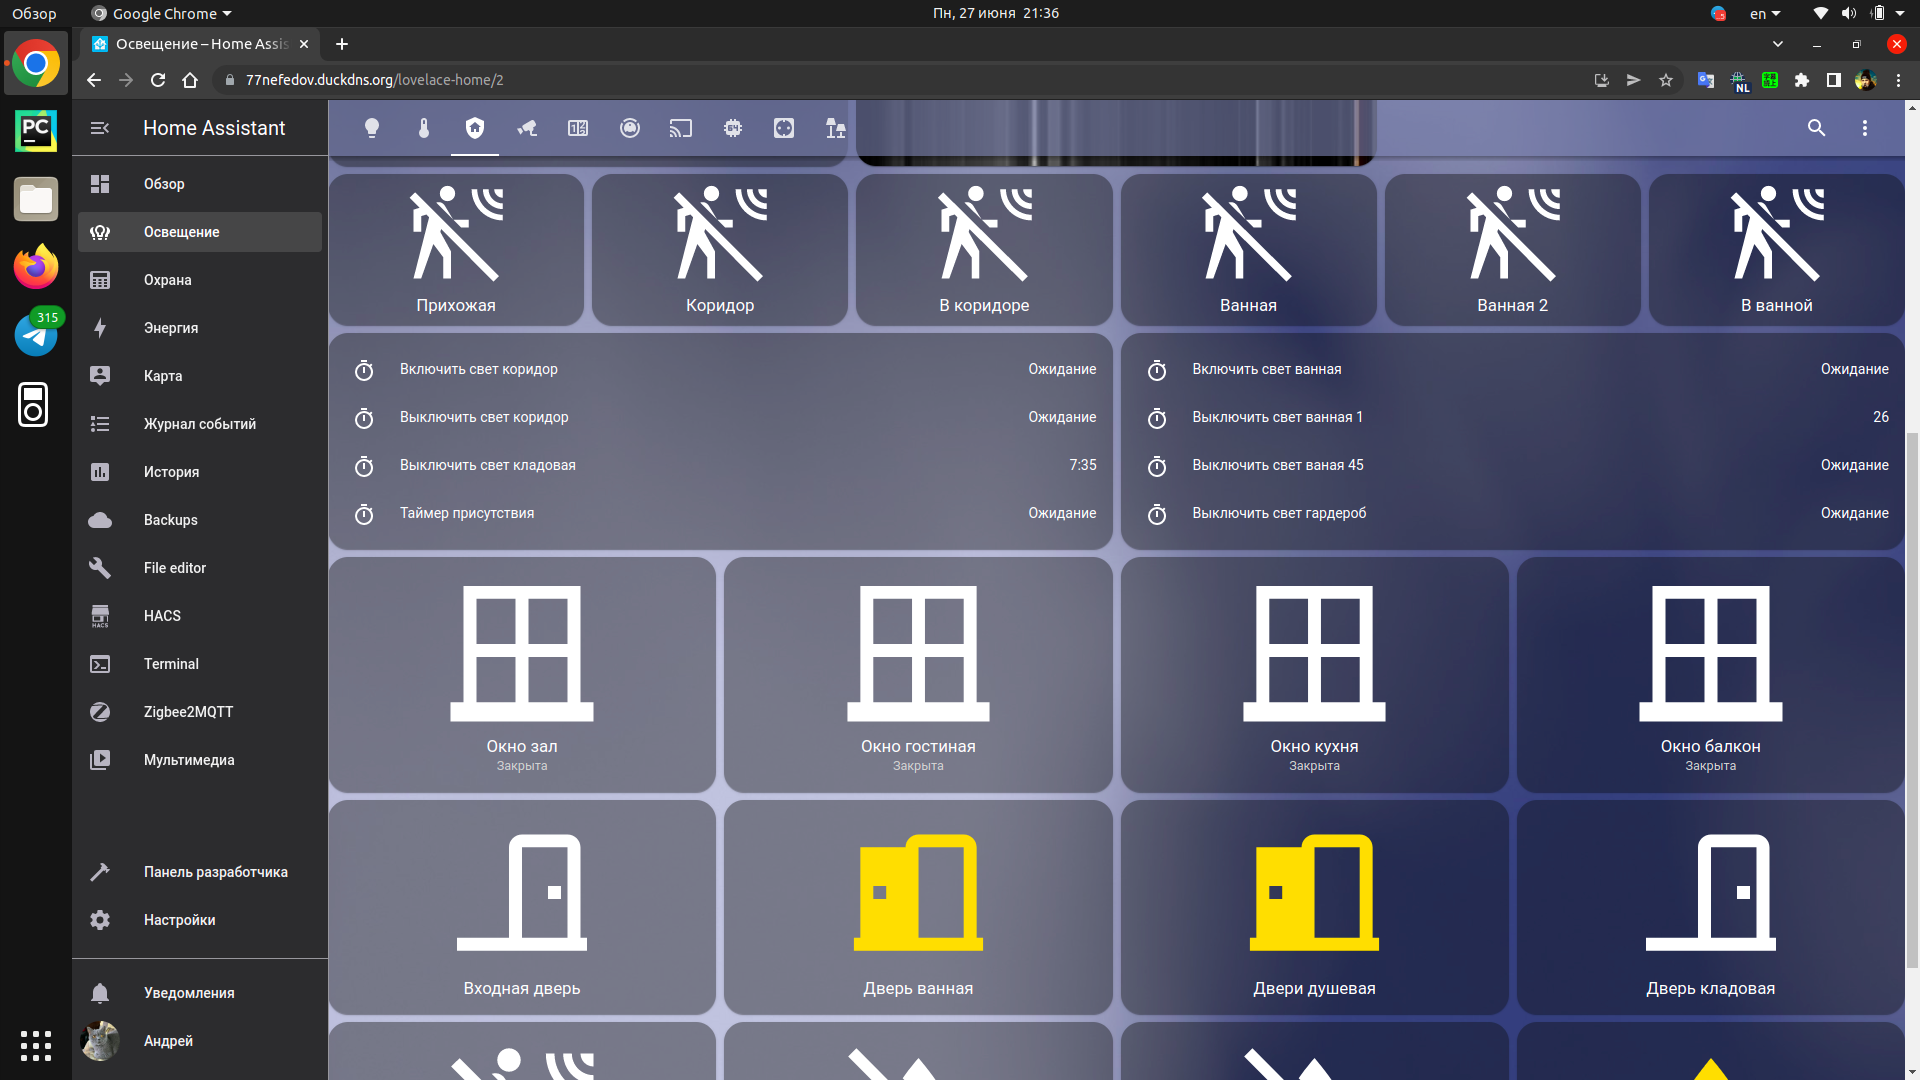 Обзор
Google Chrome
Пн, 27 июня 21:36
en
Освещение – Home Assis
77nefedov.duckdns.org/lovelace-home/2
NL
PC
315
Home Assistant
Обзор
Освещение
Охрана
Энергия
Карта
Журнал событий
История
Backups
File editor
HACS
HACS
Terminal
Zigbee2MQTT
Мультимедиа
Панель разработчика
Настройки
Уведомления
Андрей
Прихожая
Коридор
В коридоре
Ванная
Ванная 2
В ванной
Включить свет коридор Ожидание
Выключить свет коридор Ожидание
Выключить свет кладовая 7:35
Таймер присутствия Ожидание
Включить свет ванная Ожидание
Выключить свет ванная 1 26
Выключить свет ваная 45 Ожидание
Выключить свет гардероб Ожидание
Окно зал
Закрыта
Окно гостиная
Закрыта
Окно кухня
Закрыта
Окно балкон
Закрыта
Входная дверь
Дверь ванная
Двери душевая
Дверь кладовая